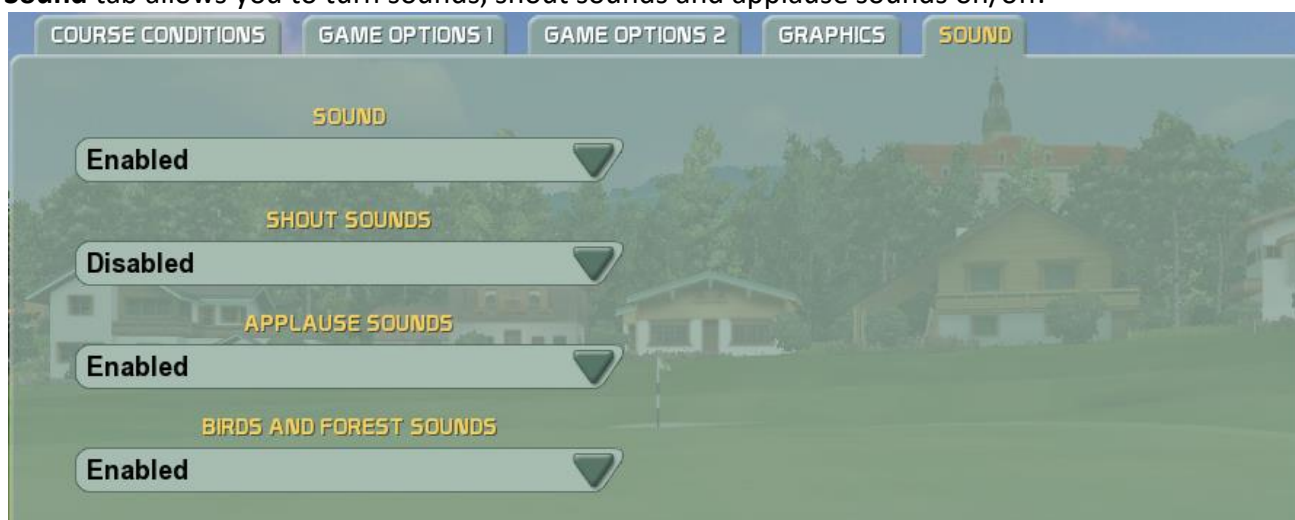 Sound tab allows you to turn sounds, shout sounds and applause sounds on/off.
COURSE CONDITIONS GAME OPTIONS 1 GAME OPTIONS 2 GRAPHICS SOUND
SOUND
Enabled
SHOUT SOUNDS
Disabled
APPLAUSE SOUNDS
Enabled
BIRDS AND FOREST SOUNDS
Enabled